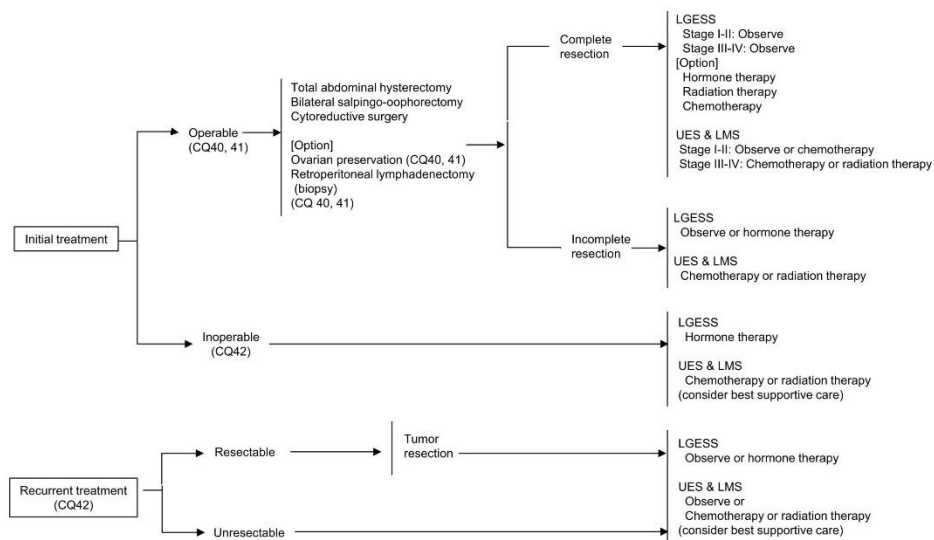 Initial treatment
Operable
(CQ40, 41)
Total abdominal hysterectomy
Bilateral salpingo-oophorectomy
Cytoreductive surgery
[Option]
Ovarian preservation (CQ40, 41)
Retroperitoneal lymphadenectomy
(biopsy)
(CQ 40, 41)
Complete
resection
LGESS
Stage I-II: Observe
Stage III-IV: Observe
[Option]
Hormone therapy
Radiation therapy
Chemotherapy
UES & LMS
Stage I-II: Observe or chemotherapy
Stage III-IV: Chemotherapy or radiation therapy
Incomplete
resection
LGESS
Observe or hormone therapy
UES & LMS
Chemotherapy or radiation therapy
Inoperable
(CQ42)
LGESS
Hormone therapy
UES & LMS
Chemotherapy or radiation therapy
(consider best supportive care)
Recurrent treatment
(CQ42)
Resectable
Tumor
resection
Unresectable
LGESS
Observe or hormone therapy
UES & LMS
Observe or
Chemotherapy or radiation therapy
(consider best supportive care)